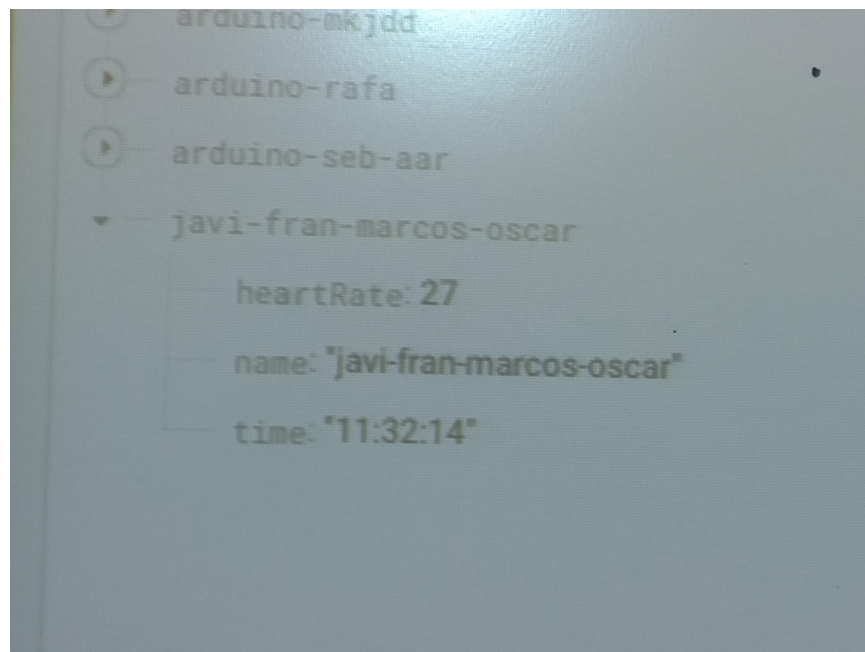 arduino-mkjdd
arduino-rafa
arduino-seb-aar
javi-fran-marcos-oscar
heartRate: 27
name: "javi-fran-marcos-oscar"
time: "11:32:14"